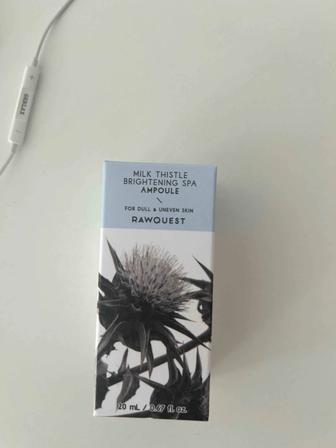 MILK THISTLE
BRIGHTENING SPA
AMPOULE
FOR DULL & UNEVEN SKIN
RAWQUEST
20 mL / 0.67 fl. oz.